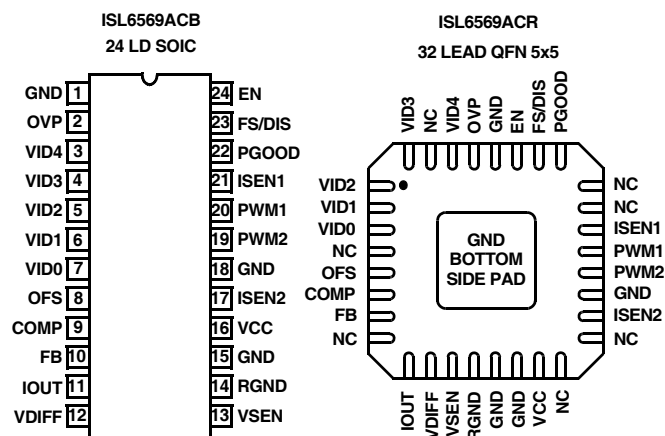 ISL6569ACB
24 LD SOIC
GND 1
OVP 2
VID4 3
VID3 4
VID2 5
VID1 6
VID0 7
OFS 8
COMP 9
FB 10
IOUT 11
VDIFF 12
24 EN
23 FS/DIS
22 PGOOD
21 ISEN1
20 PWM1
19 PWM2
18 GND
17 ISEN2
16 VCC
15 GND
14 RGND
13 VSEN
ISL6569ACR
32 LEAD QFN 5x5
VID3
NC
VID4
OVP
GND
EN
FS/DIS
PGOOD
VID2
VID1
VID0
NC
OFS
COMP
FB
NC
GND
BOTTOM
SIDE PAD
NC
NC
ISEN1
PWM1
PWM2
GND
ISEN2
NC
IOUT
VDIFF
VSEN
RGND
GND
GND
VCC
NC